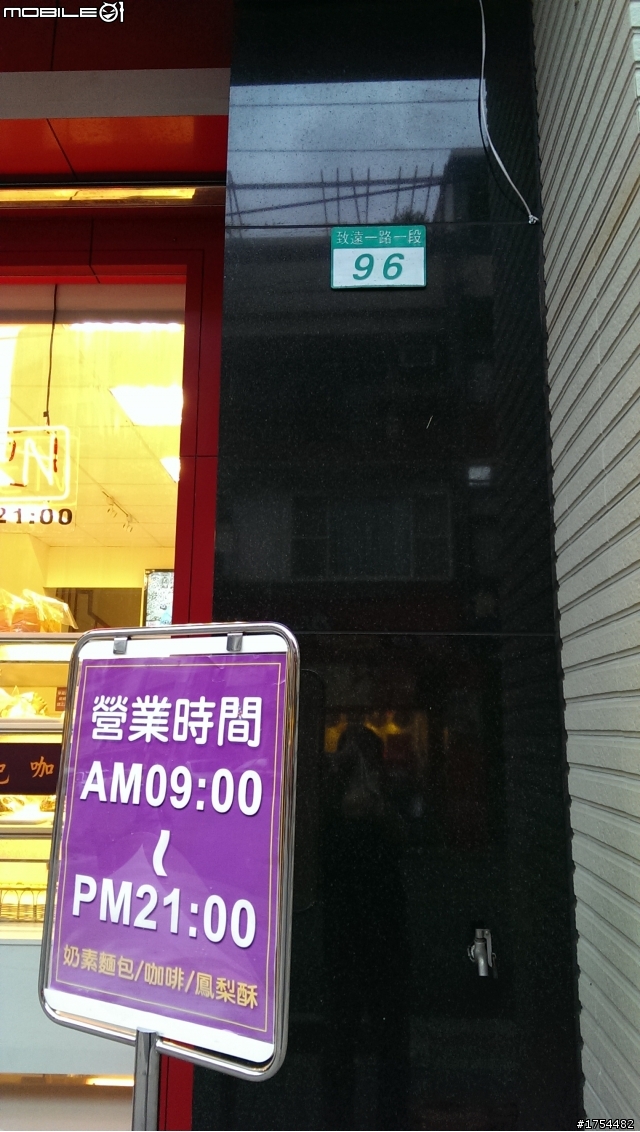 MOBILE01
致遠一路一段
96
N
21:00
咖
營業時間
AM09:00
~
PM21:00
奶素麵包/咖啡/鳳梨酥
#1754482